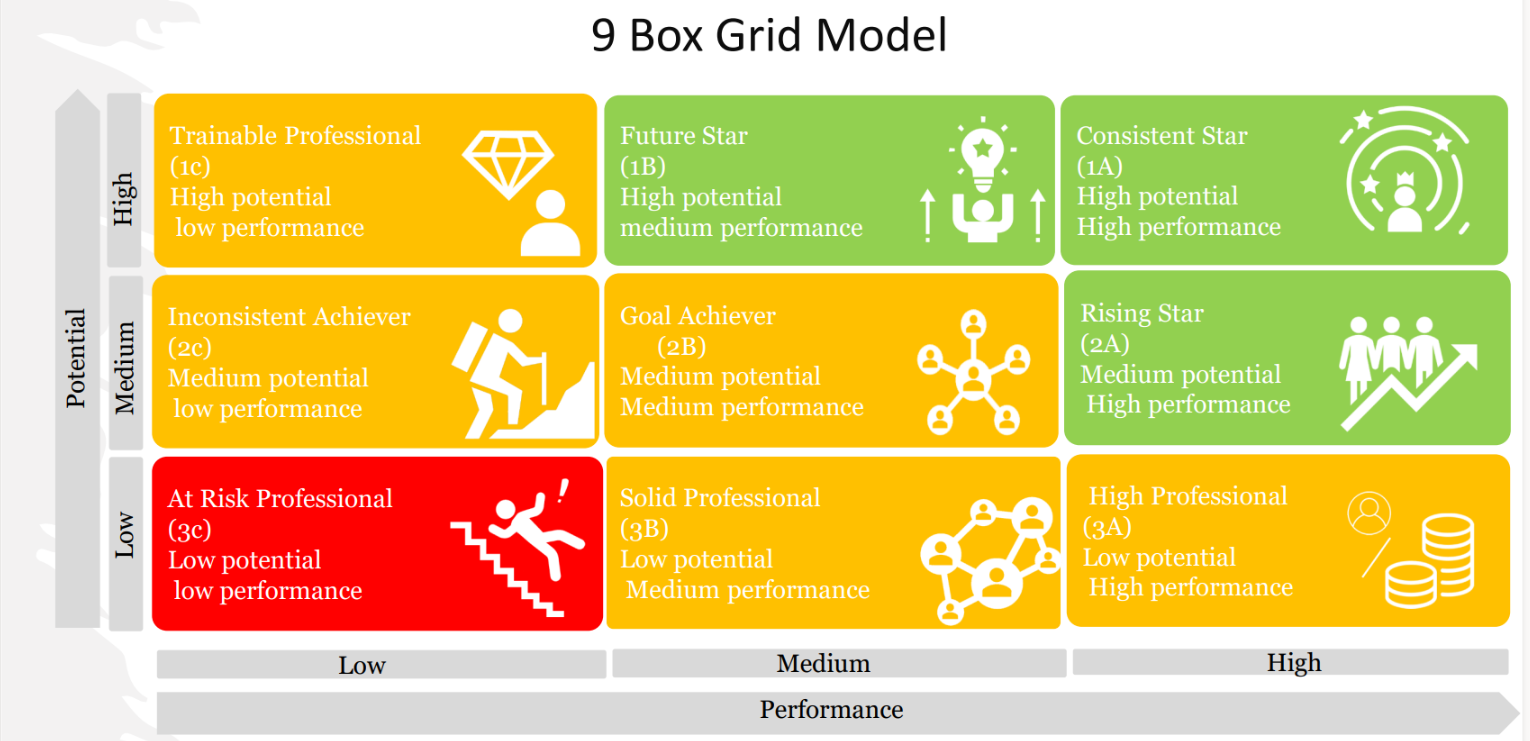 9 Box Grid Model
Potential
High
Trainable Professional
(1c)
High potential
low performance
Future Star
(1B)
High potential
medium performance
Consistent Star
(1A)
High potential
High performance
Medium
Inconsistent Achiever
(2c)
Medium potential
low performance
Goal Achiever
(2B)
Medium potential
Medium performance
Rising Star
(2A)
Medium potential
High performance
Low
At Risk Professional
(3c)
Low potential
low performance
!
Solid Professional
(3B)
Low potential
Medium performance
High Professional
(3A)
Low potential
High performance
Low
Medium
High
Performance